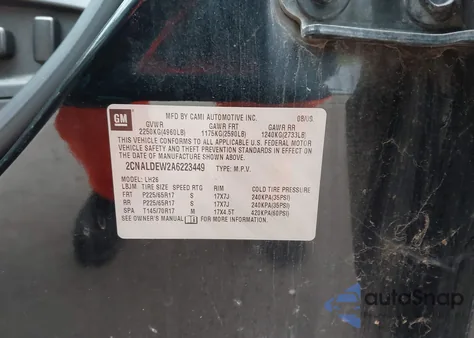 GM
MFD BY CAMI AUTOMOTIVE INC. 08/09
GVWR GAWR FRT GAWR RR
2250KG(4960LB) 1175KG(2590LB) 1240KG(2733LB)
THIS VEHICLE CONFORMS TO ALL APPLICABLE U.S. FEDERAL MOTOR
VEHICLE SAFETY AND THEFT PREVENTION STANDARDS IN EFFECT ON
THE DATE OF MANUFACTURE SHOWN ABOVE.
2CNALDEW2A6223449 TYPE: M.P.V.
MODEL: LH26
LBJM TIRE SIZE SPEED RTG RIM COLD TIRE PRESSURE
FRT P225/65R17 S 17X7J 240KPA(35PSI)
RR P225/65R17 S 17X7J 240KPA(35PSI)
SPA T145/70R17 M 17X4.5T 420KPA(60PSI)
SEE OWNER'S MANUAL FOR MORE INFORMATION.
autoSnap